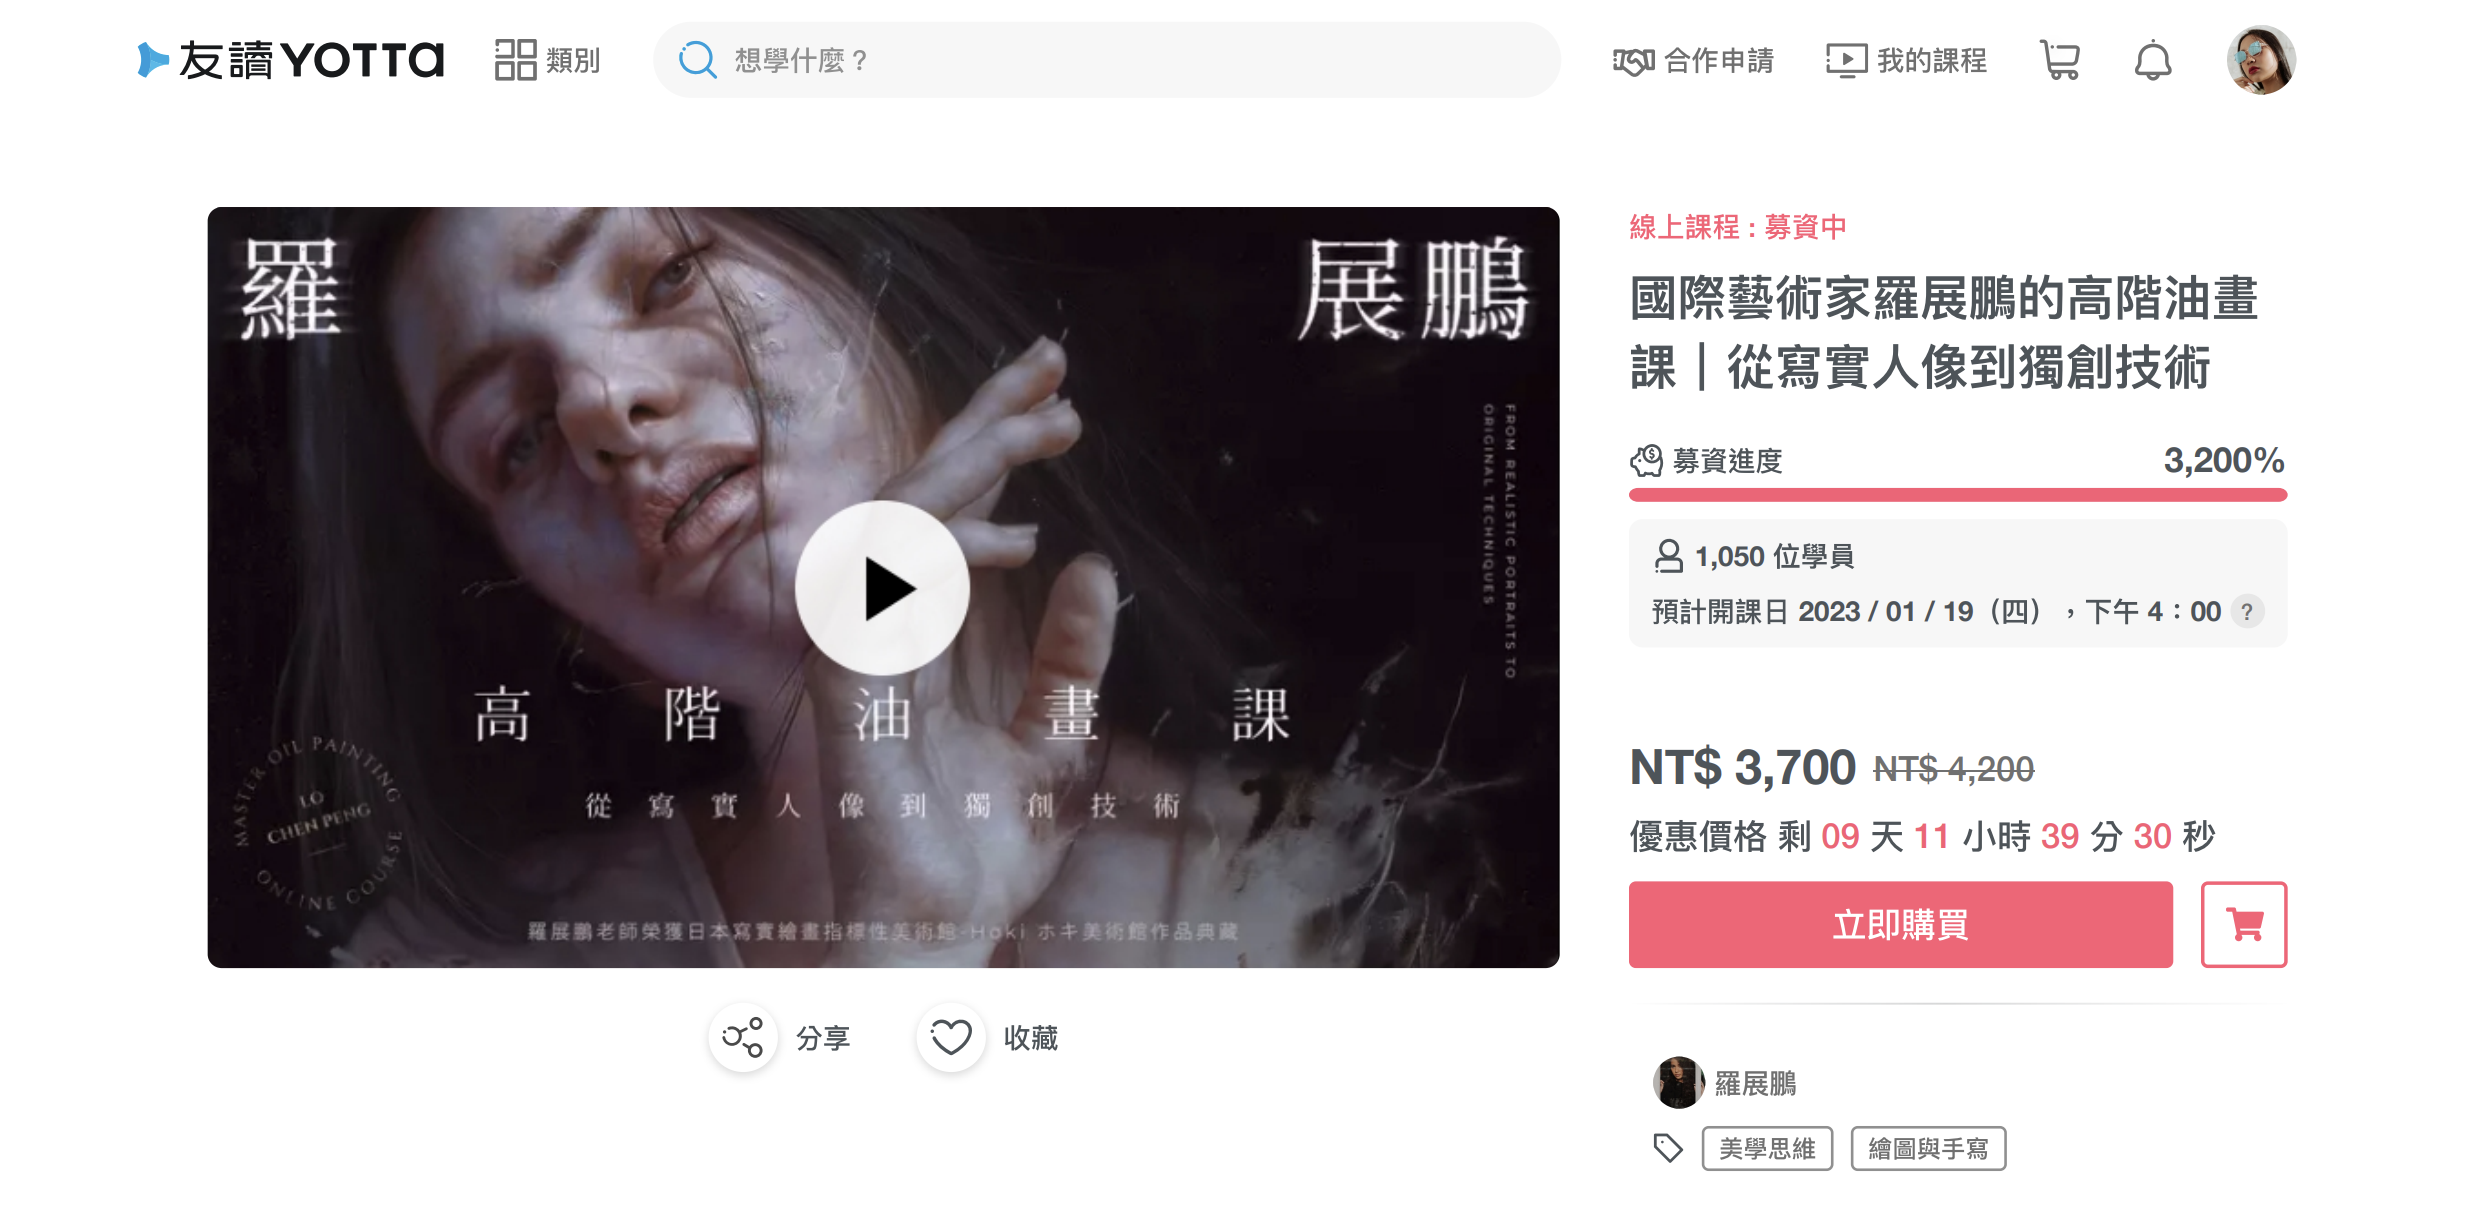 友讀 YOTTA
類別
想學什麼？
合作申請
我的課程
羅 展鵬
FROM REALISTIC PORTRAITS TO
ORIGINAL TECHNIQUES
高階油畫課
從寫實人像到獨創技術
MASTER OIL PAINTING
LO
CHEN PENG
ONLINE COURSE
羅展鵬老師榮獲日本寫實繪畫指標性美術館-Hoki ホキ美術館作品典藏
分享
收藏
線上課程 : 募資中
國際藝術家羅展鵬的高階油畫
課｜從寫實人像到獨創技術
募資進度
3,200%
1,050 位學員
預計開課日 2023 / 01 / 19（四），下午 4：00 ?
NT$ 3,700 NT$ 4,200
優惠價格 剩 09 天 11 小時 39 分 30 秒
立即購買
羅展鵬
美學思維
繪圖與手寫